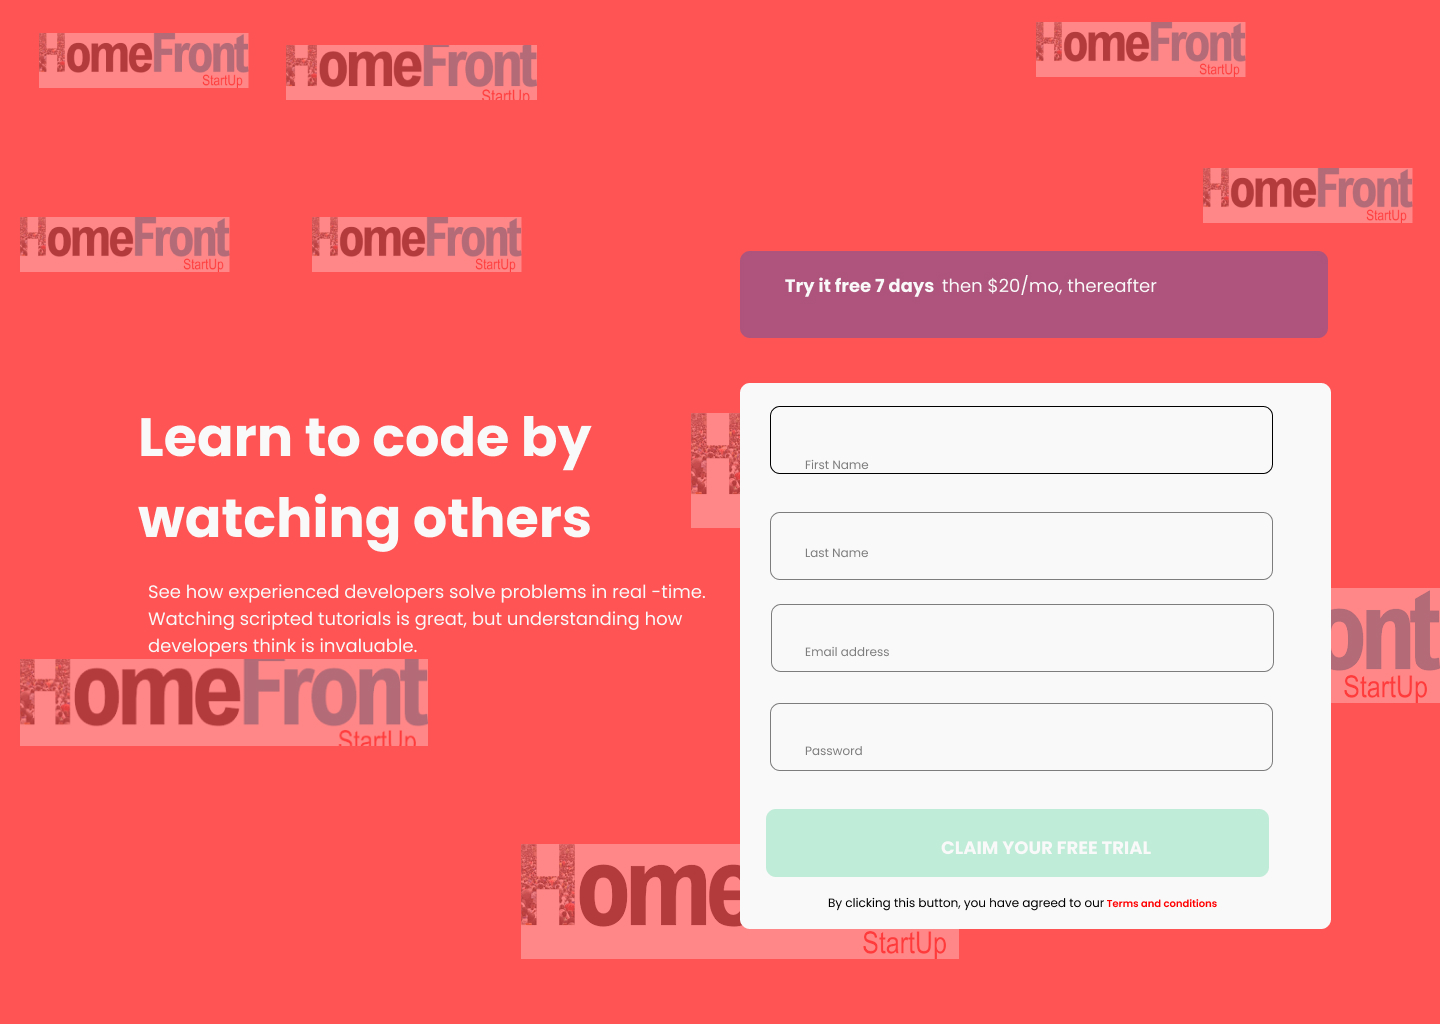 HomeFront
StartUp
HomeFront
StartUp
HomeFront
StartUp
HomeFront
StartUp
HomeFront
StartUp
HomeFront
StartUp
Try it free 7 days then $20/mo, thereafter
Learn to code by
watching others
See how experienced developers solve problems in real -time.
Watching scripted tutorials is great, but understanding how
developers think is invaluable.
HomeFront
StartUp
H
First Name
Last Name
Email address
Password
ont
StartUp
CLAIM YOUR FREE TRIAL
By clicking this button, you have agreed to our Terms and conditions
Home
StartUp